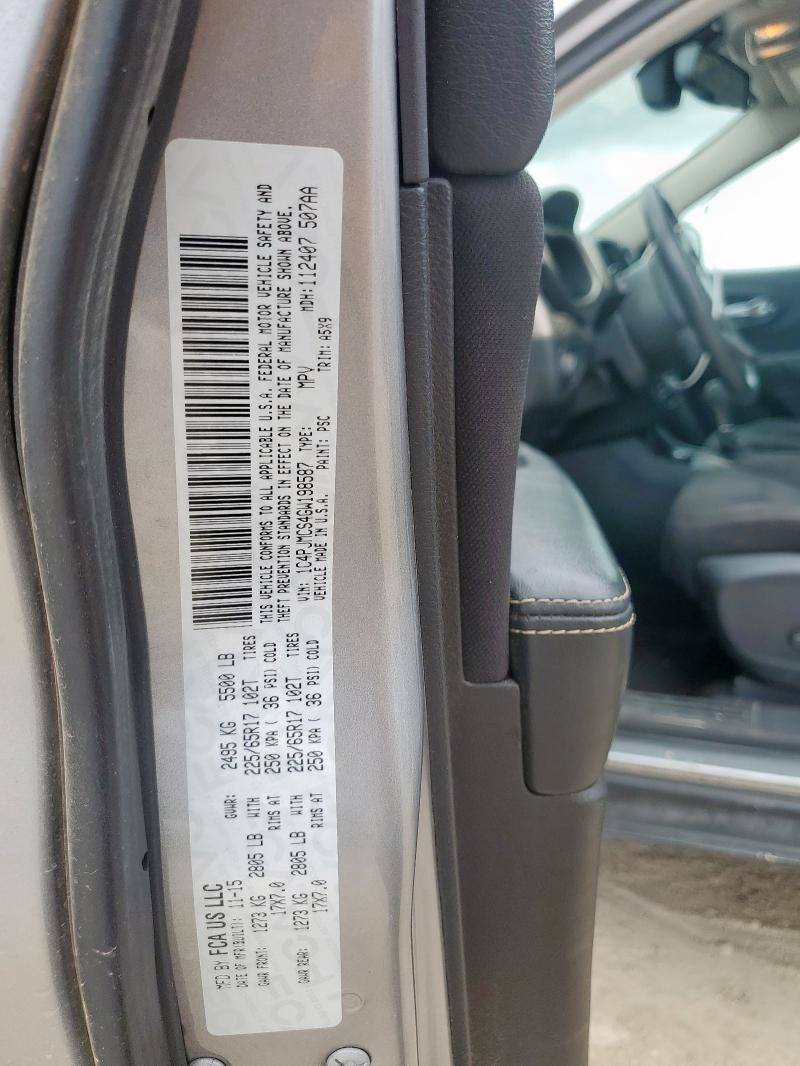 MFD BY FCA US LLC
DATE OF MFR(BUILT): 11-15 GVWR: 2495 KG 5500 LB
GAWR FRONT: 1273 KG 2805 LB WITH 225/65R17 102T TIRES
17X7.0 RIMS AT 250 KPA ( 36 PSI) COLD
GAWR REAR: 1273 KG 2805 LB WITH 225/65R17 102T TIRES
17X7.0 RIMS AT 250 KPA ( 36 PSI) COLD
THIS VEHICLE CONFORMS TO ALL APPLICABLE U.S.A. FEDERAL MOTOR VEHICLE SAFETY AND
THEFT PREVENTION STANDARDS IN EFFECT ON THE DATE OF MANUFACTURE SHOWN ABOVE.
VIN: 1C4PJMCS4GW198587 TYPE: MPV MDH: 112407 507AA
VEHICLE MADE IN U.S.A. PAINT: PSC TRIM: A5X9